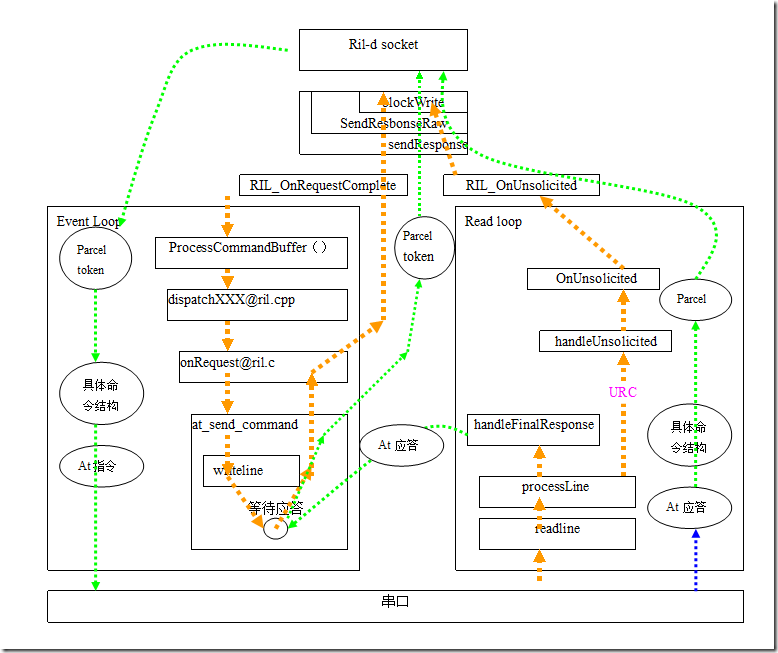 Ril-d socket
blockWrite
SendResbonseRaw
sendResponse
RIL_OnRequestComplete
RIL_OnUnsolicited
Event Loop
Parcel
token
ProcessCommandBuffer（）
dispatchXXX@ril.cpp
onRequest@ril.c
具体命
令结构
at_send_command
At 指令
writeline
等待应答
Parcel
token
At 应答
Read loop
OnUnsolicited
Parcel
handleUnsolicited
URC
handleFinalResponse
具体命
令结构
processLine
At 应答
readline
串口